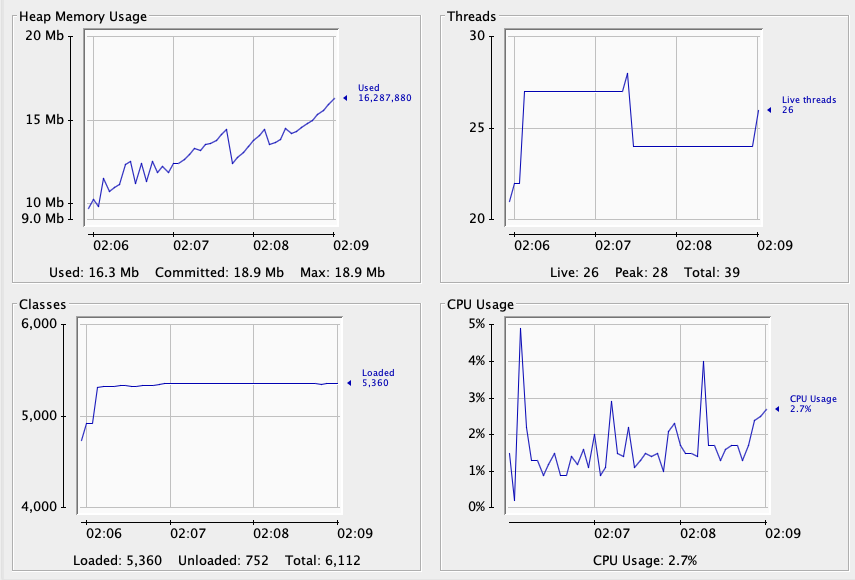 Heap Memory Usage
20 Mb
15 Mb
10 Mb
9.0 Mb
Used
16,287,880
02:06
02:07
02:08
02:09
Used: 16.3 Mb Committed: 18.9 Mb Max: 18.9 Mb
Threads
30
25
20
Live threads
26
02:06
02:07
02:08
02:09
Live: 26 Peak: 28 Total: 39
Classes
6,000
5,000
4,000
Loaded
5,360
02:06
02:07
02:08
02:09
Loaded: 5,360 Unloaded: 752 Total: 6,112
CPU Usage
5%
4%
3%
2%
1%
0%
CPU Usage
2.7%
02:07
02:08
02:09
CPU Usage: 2.7%